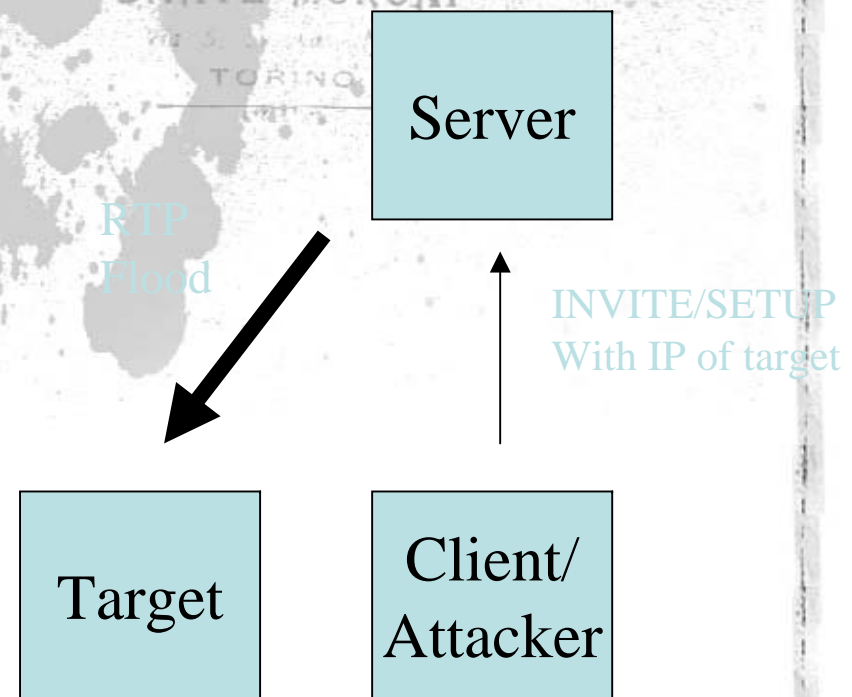 TORINO
Server
RTP
Flood
INVITE/SETUP
With IP of target
Target
Client/
Attacker